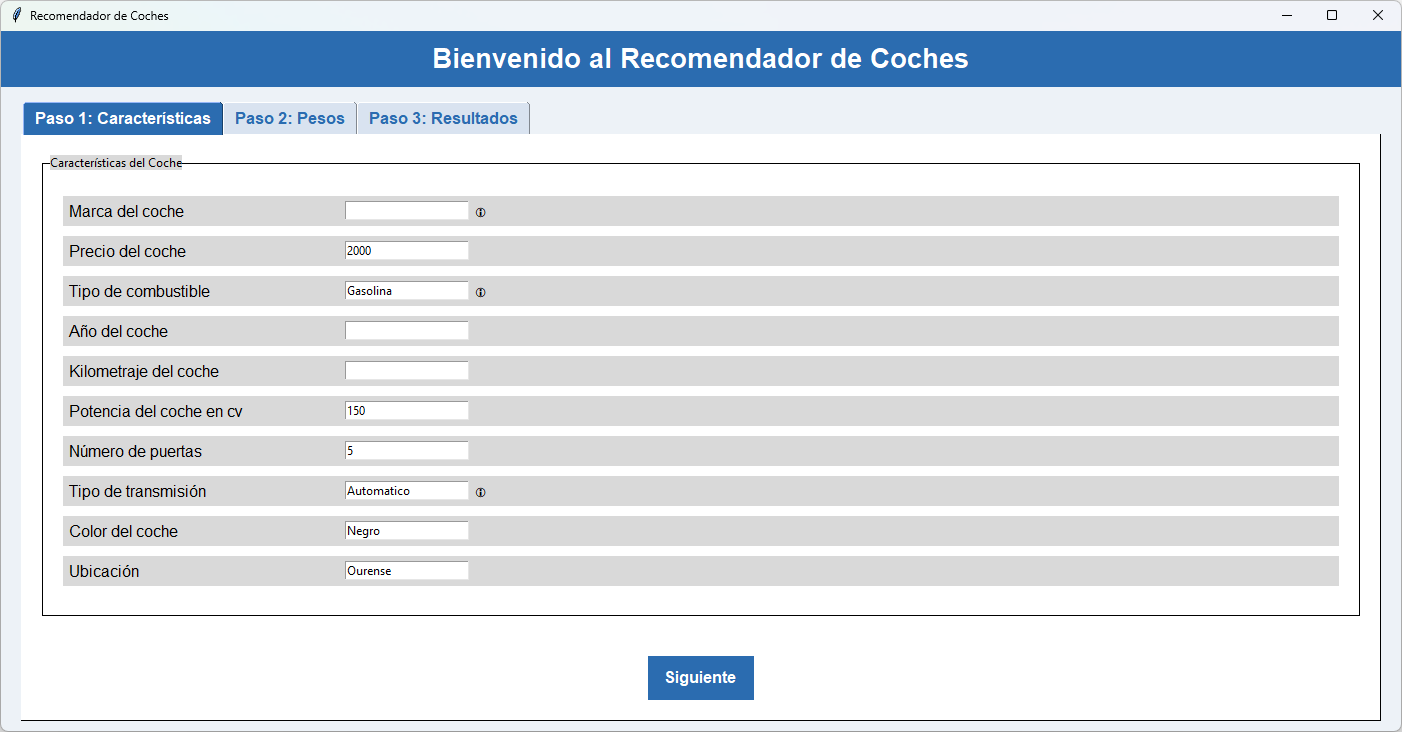 Recomendador de Coches
Bienvenido al Recomendador de Coches
Paso 1: Características Paso 2: Pesos Paso 3: Resultados
Características del Coche
Marca del coche
Precio del coche 2000
Tipo de combustible Gasolina
Año del coche
Kilometraje del coche
Potencia del coche en cv 150
Número de puertas 5
Tipo de transmisión Automatico
Color del coche Negro
Ubicación Ourense
Siguiente